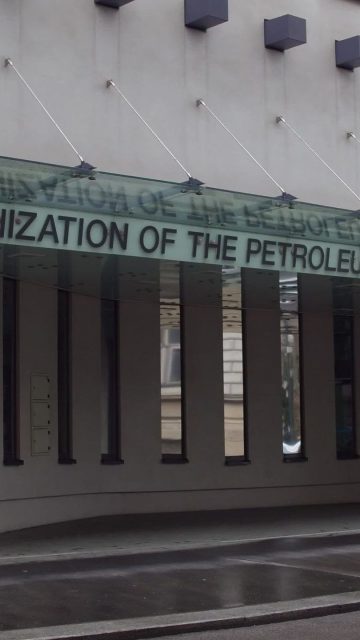 NIZATION OF THE PETROLEU